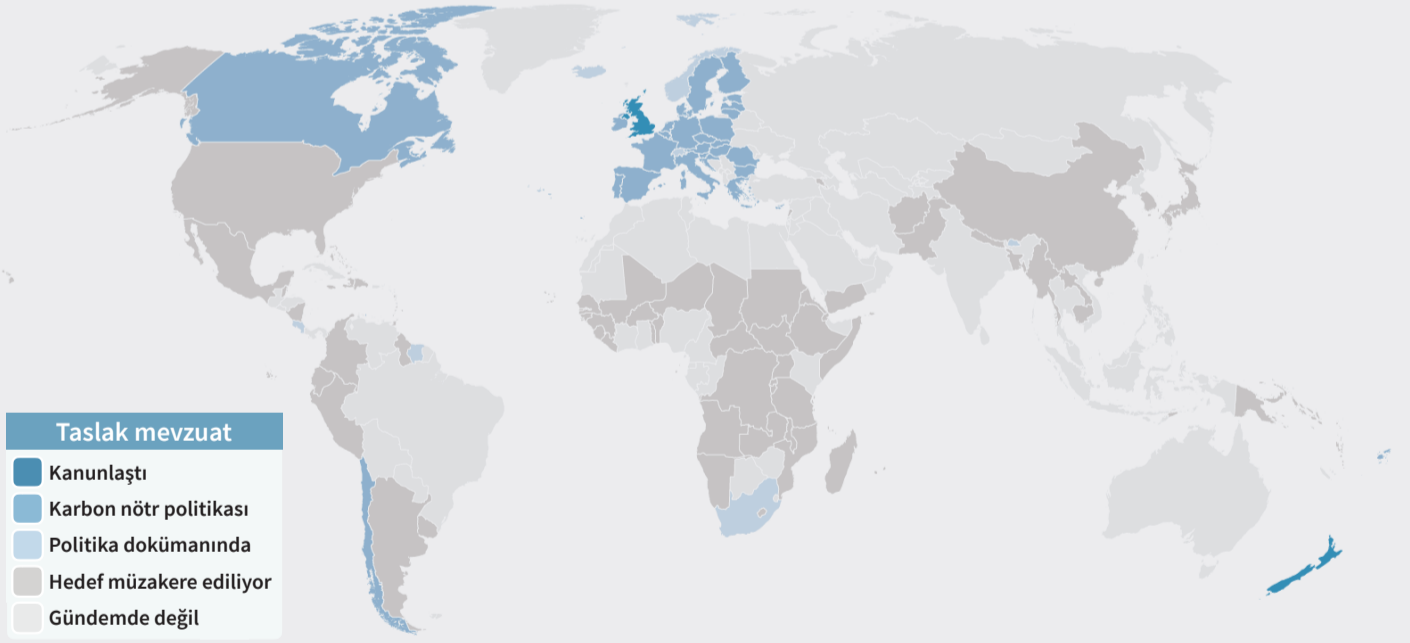 Taslak mevzuat
Kanunlaştı
Karbon nötr politikası
Politika dokümanında
Hedef müzakere ediliyor
Gündemde değil